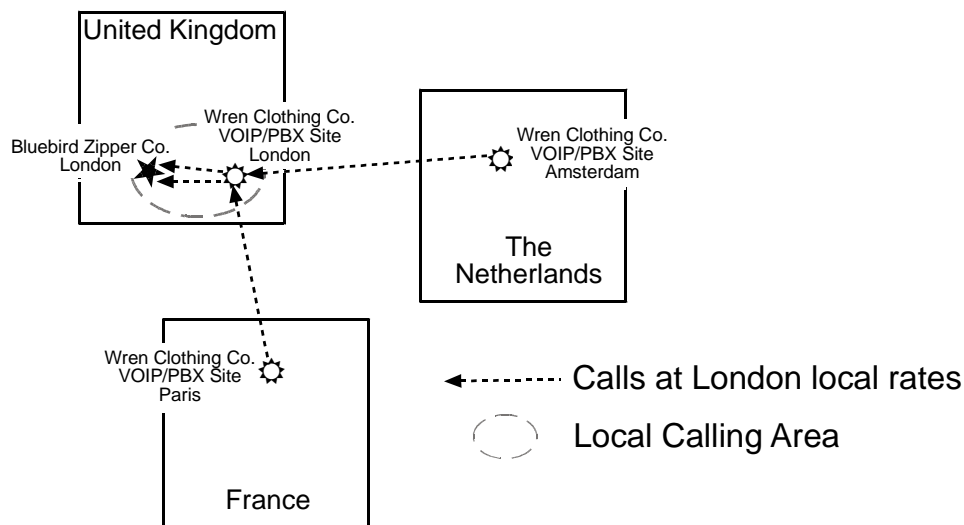 United Kingdom
Wren Clothing Co.
VOIP/PBX Site
London
Bluebird Zipper Co.
London
Wren Clothing Co.
VOIP/PBX Site
Amsterdam
The
Netherlands
Wren Clothing Co.
VOIP/PBX Site
Paris
France
Calls at London local rates
Local Calling Area